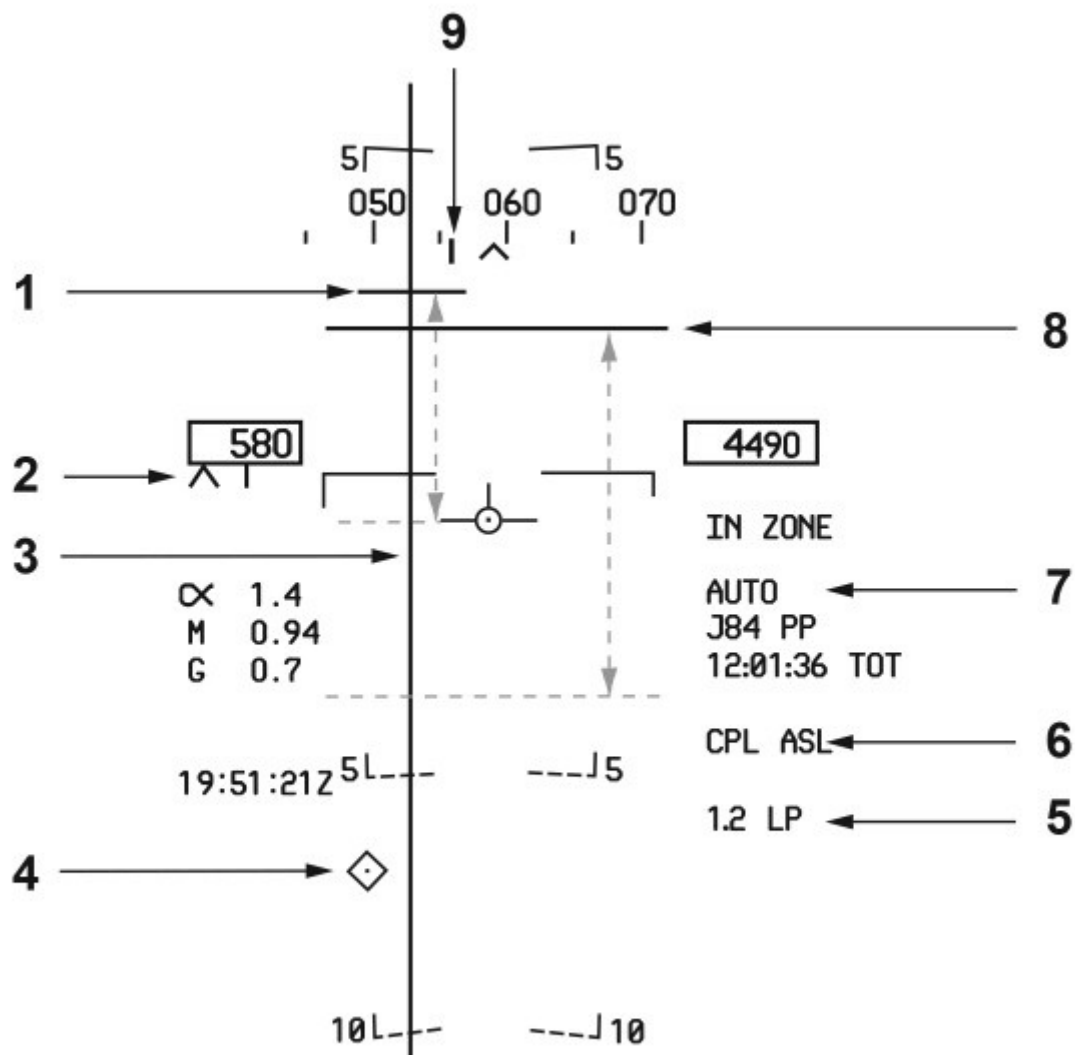 9
5 5
050 060 070
1
8
580 4490
2
IN ZONE
3
α 1.4
AUTO
7
M 0.94
J84 PP
G 0.7
12:01:36 TOT
CPL ASL
6
19:51:21Z
5 5
1.2 LP
5
4
10 10